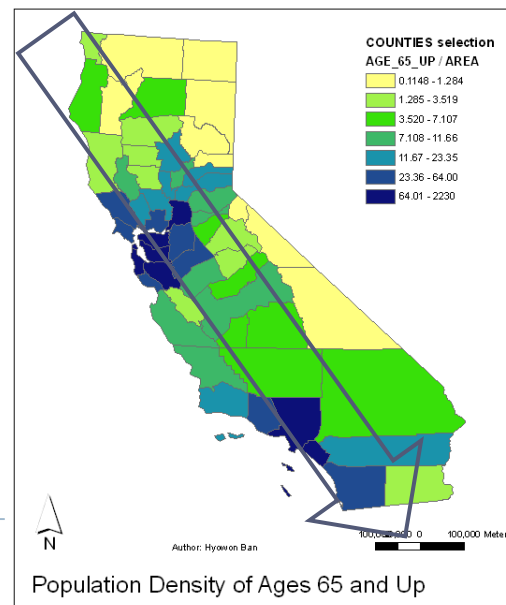 COUNTIES selection
AGE_65_UP / AREA
0.1148 - 1.284
1.285 - 3.519
3.520 - 7.107
7.108 - 11.66
11.67 - 23.35
23.36 - 64.00
64.01 - 2230
N
Author: Hyowon Ban
0
100,000 Meter
Population Density of Ages 65 and Up